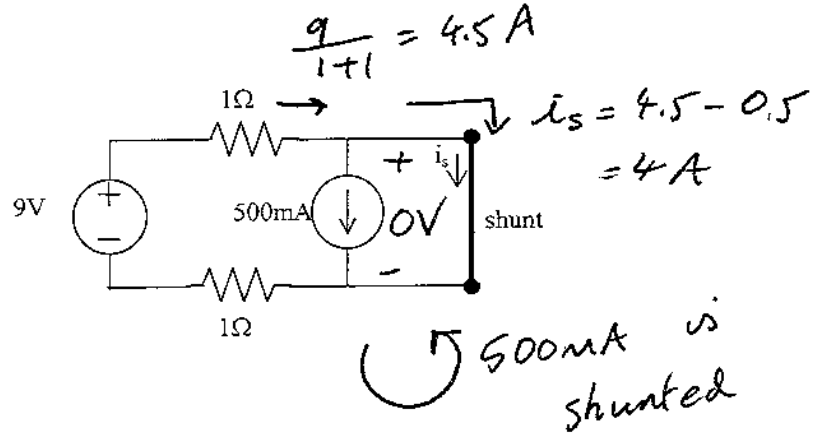 9/(1+1) = 4.5 A
1Ω
i_s = 4.5 - 0.5
= 4 A
+
i_s
9V
+
−
500mA
0V
shunt
−
1Ω
500mA is
shunted